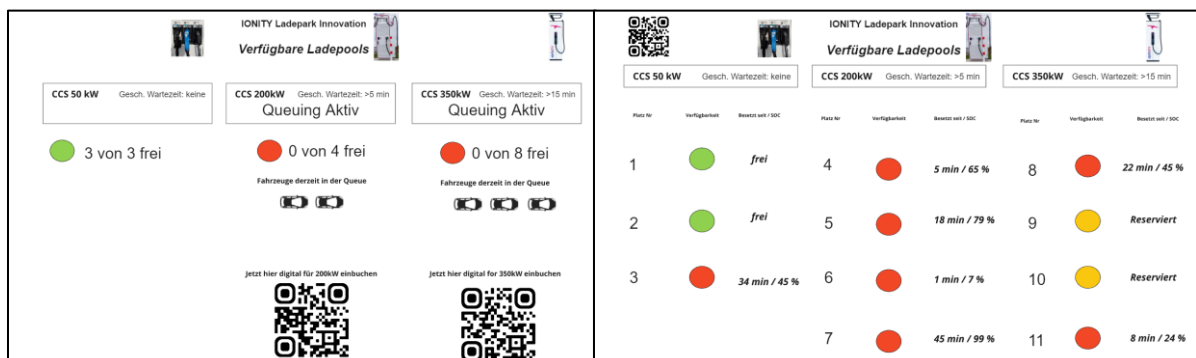 IONITY Ladepark Innovation
Verfügbare Ladepools
CCS 50 kW Gesch. Wartezeit: keine
CCS 200kW Gesch. Wartezeit: >5 min
Queuing Aktiv
CCS 350kW Gesch. Wartezeit: >15 min
Queuing Aktiv
3 von 3 frei
0 von 4 frei
0 von 8 frei
Fahrzeuge derzeit in der Queue
Fahrzeuge derzeit in der Queue
Jetzt hier digital für 200kW einbuchen
Jetzt hier digital for 350kW einbuchen
IONITY Ladepark Innovation
Verfügbare Ladepools
CCS 50 kW Gesch. Wartezeit: keine
CCS 200kW Gesch. Wartezeit: >5 min
CCS 350kW Gesch. Wartezeit: >15 min
Platz Nr Verfügbarkeit Besetzt seit / SOC Platz Nr Verfügbarkeit Besetzt seit / SOC Platz Nr Verfügbarkeit Besetzt seit / SOC
1 frei 4 5 min / 65 % 8 22 min / 45 %
2 frei 5 18 min / 79 % 9 Reserviert
3 34 min / 45 % 6 1 min / 7 % 10 Reserviert
7 45 min / 99 % 11 8 min / 24 %